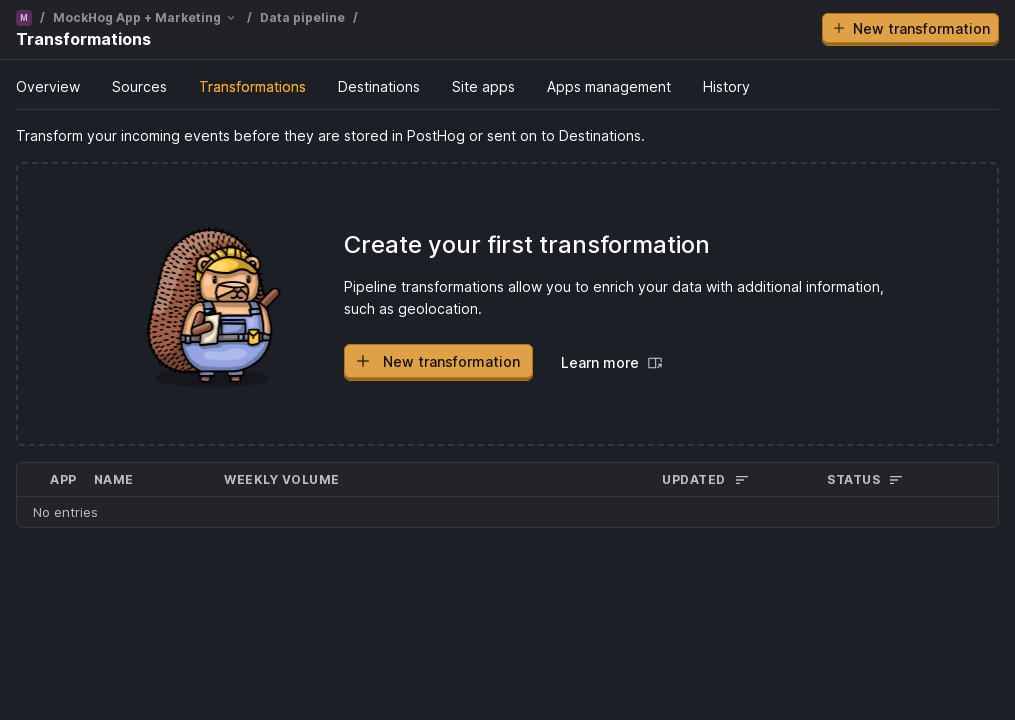 M / MockHog App + Marketing / Data pipeline /
Transformations
New transformation
Overview Sources Transformations Destinations Site apps Apps management History
Transform your incoming events before they are stored in PostHog or sent on to Destinations.
Create your first transformation
Pipeline transformations allow you to enrich your data with additional information,
such as geolocation.
New transformation Learn more
APP NAME WEEKLY VOLUME UPDATED STATUS
No entries